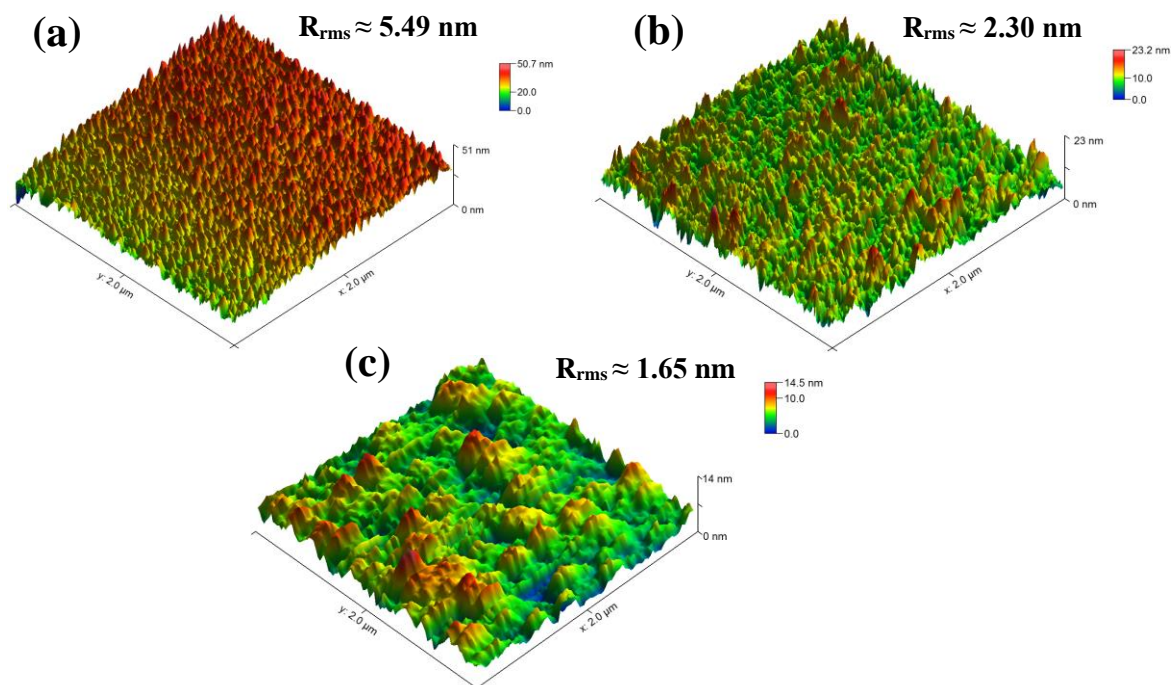 (a)
Rrms ≈ 5.49 nm
50.7 nm
20.0
0.0
51 nm
0 nm
y: 2.0 µm
x: 2.0 µm
(b)
Rrms ≈ 2.30 nm
23.2 nm
10.0
0.0
23 nm
0 nm
y: 2.0 µm
x: 2.0 µm
(c)
Rrms ≈ 1.65 nm
14.5 nm
10.0
0.0
14 nm
0 nm
y: 2.0 µm
x: 2.0 µm